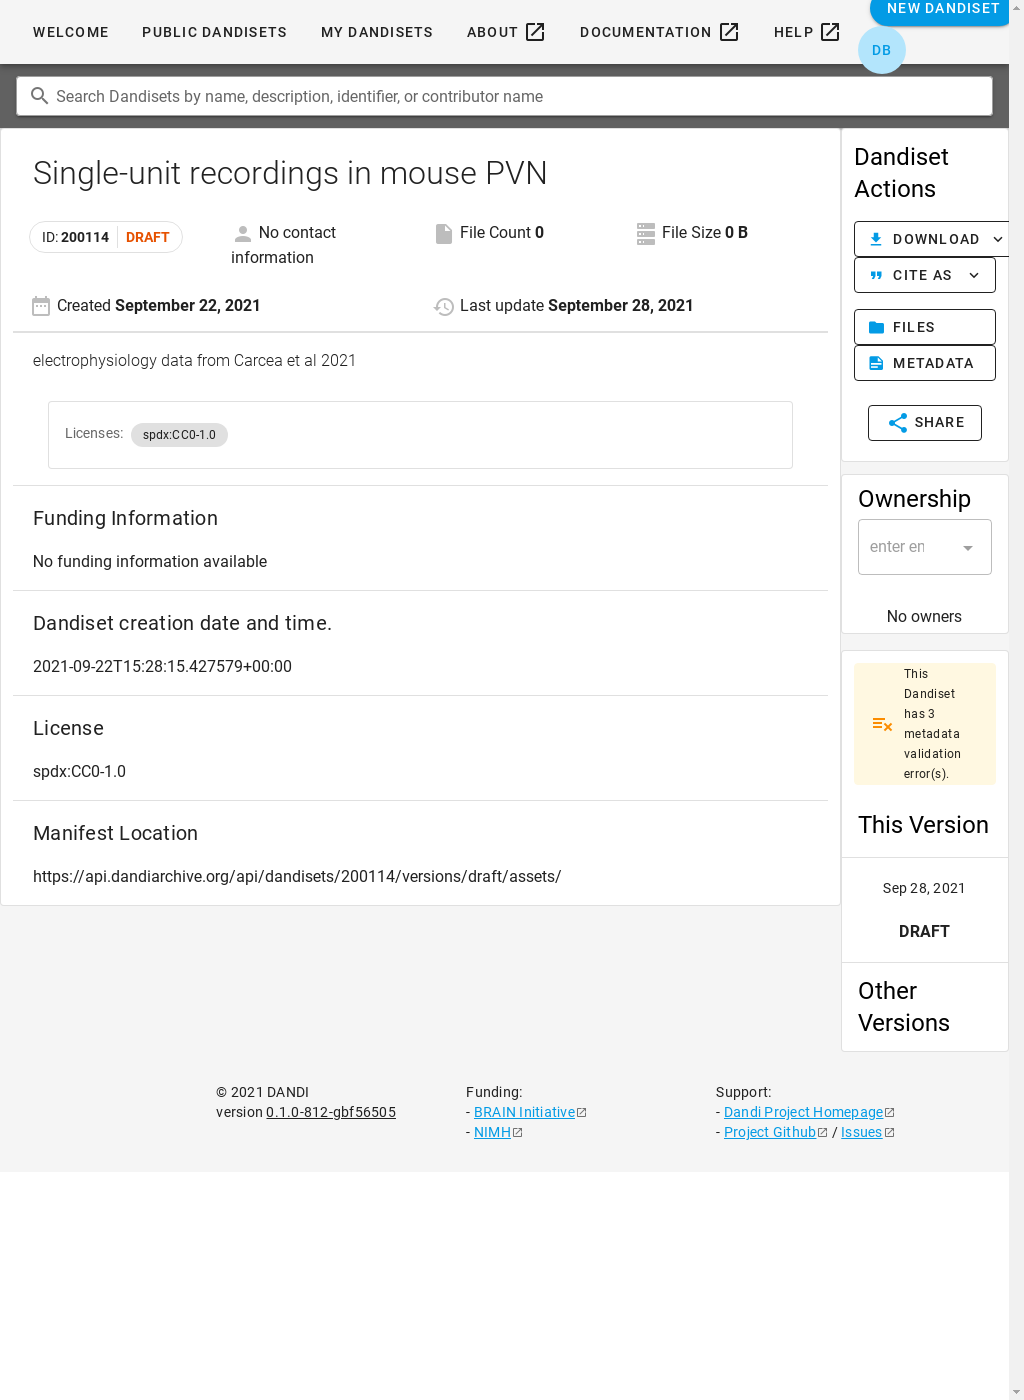 NEW DANDISET
WELCOME PUBLIC DANDISETS MY DANDISETS ABOUT DOCUMENTATION HELP
DB
Search Dandisets by name, description, identifier, or contributor name
Single-unit recordings in mouse PVN
ID: 200114 DRAFT
No contact information
File Count 0
File Size 0 B
Created September 22, 2021
Last update September 28, 2021
electrophysiology data from Carcea et al 2021
Licenses: spdx:CC0-1.0
Funding Information
No funding information available
Dandiset creation date and time.
2021-09-22T15:28:15.427579+00:00
License
spdx:CC0-1.0
Manifest Location
https://api.dandiarchive.org/api/dandisets/200114/versions/draft/assets/
Dandiset
Actions
DOWNLOAD
CITE AS
FILES
METADATA
SHARE
Ownership
enter en
No owners
This
Dandiset
has 3
metadata
validation
error(s).
This Version
Sep 28, 2021
DRAFT
Other
Versions
© 2021 DANDI
version 0.1.0-812-gbf56505
Funding:
- BRAIN Initiative
- NIMH
Support:
- Dandi Project Homepage
- Project Github / Issues